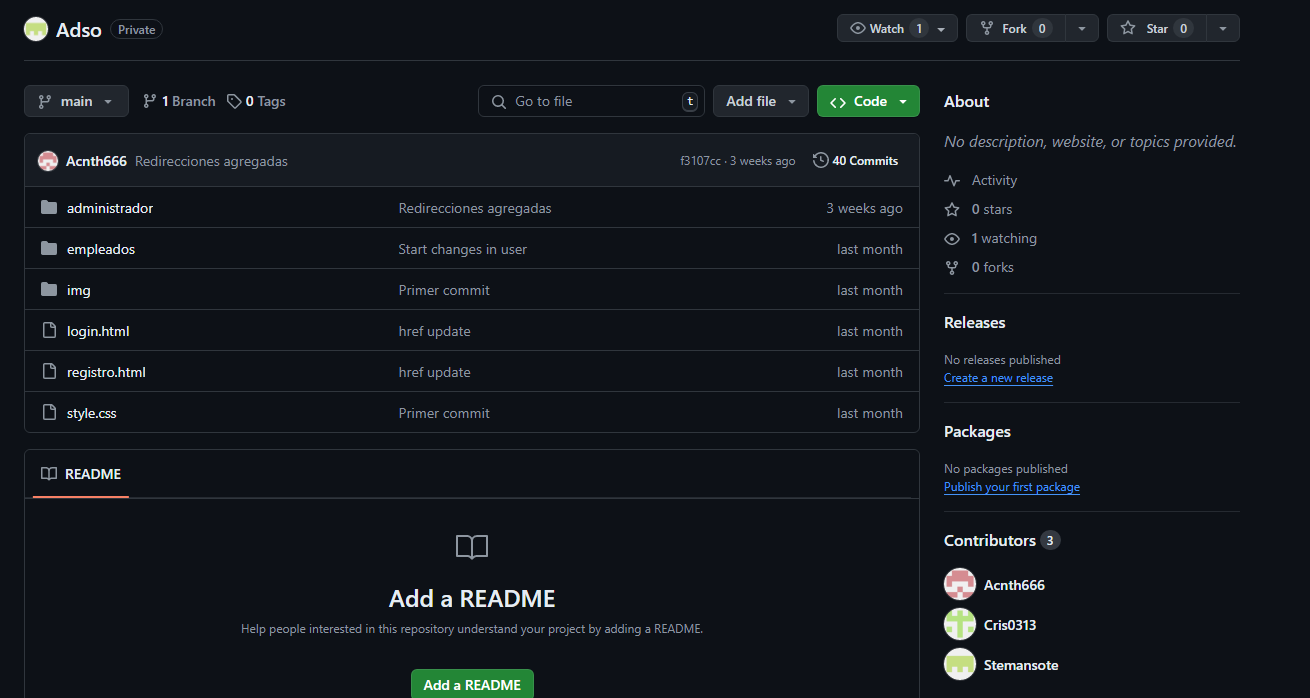 Adso Private Watch 1 Fork 0 Star 0
main 1 Branch 0 Tags Go to file t Add file Code
Acnth666 Redirecciones agregadas f3107cc · 3 weeks ago 40 Commits
administrador Redirecciones agregadas 3 weeks ago
empleados Start changes in user last month
img Primer commit last month
login.html href update last month
registro.html href update last month
style.css Primer commit last month
README
Add a README
Help people interested in this repository understand your project by adding a README.
Add a README
About
No description, website, or topics provided.
Activity
0 stars
1 watching
0 forks
Releases
No releases published
Create a new release
Packages
No packages published
Publish your first package
Contributors 3
Acnth666
Cris0313
Stemansote